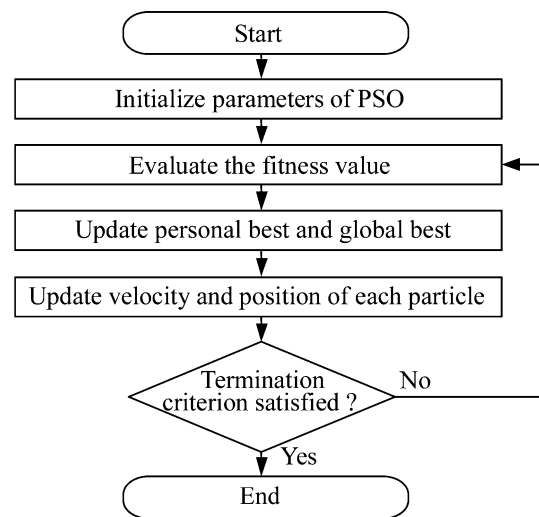 Start
Initialize parameters of PSO
Evaluate the fitness value
Update personal best and global best
Update velocity and position of each particle
Termination
criterion satisfied ?
No
Yes
End